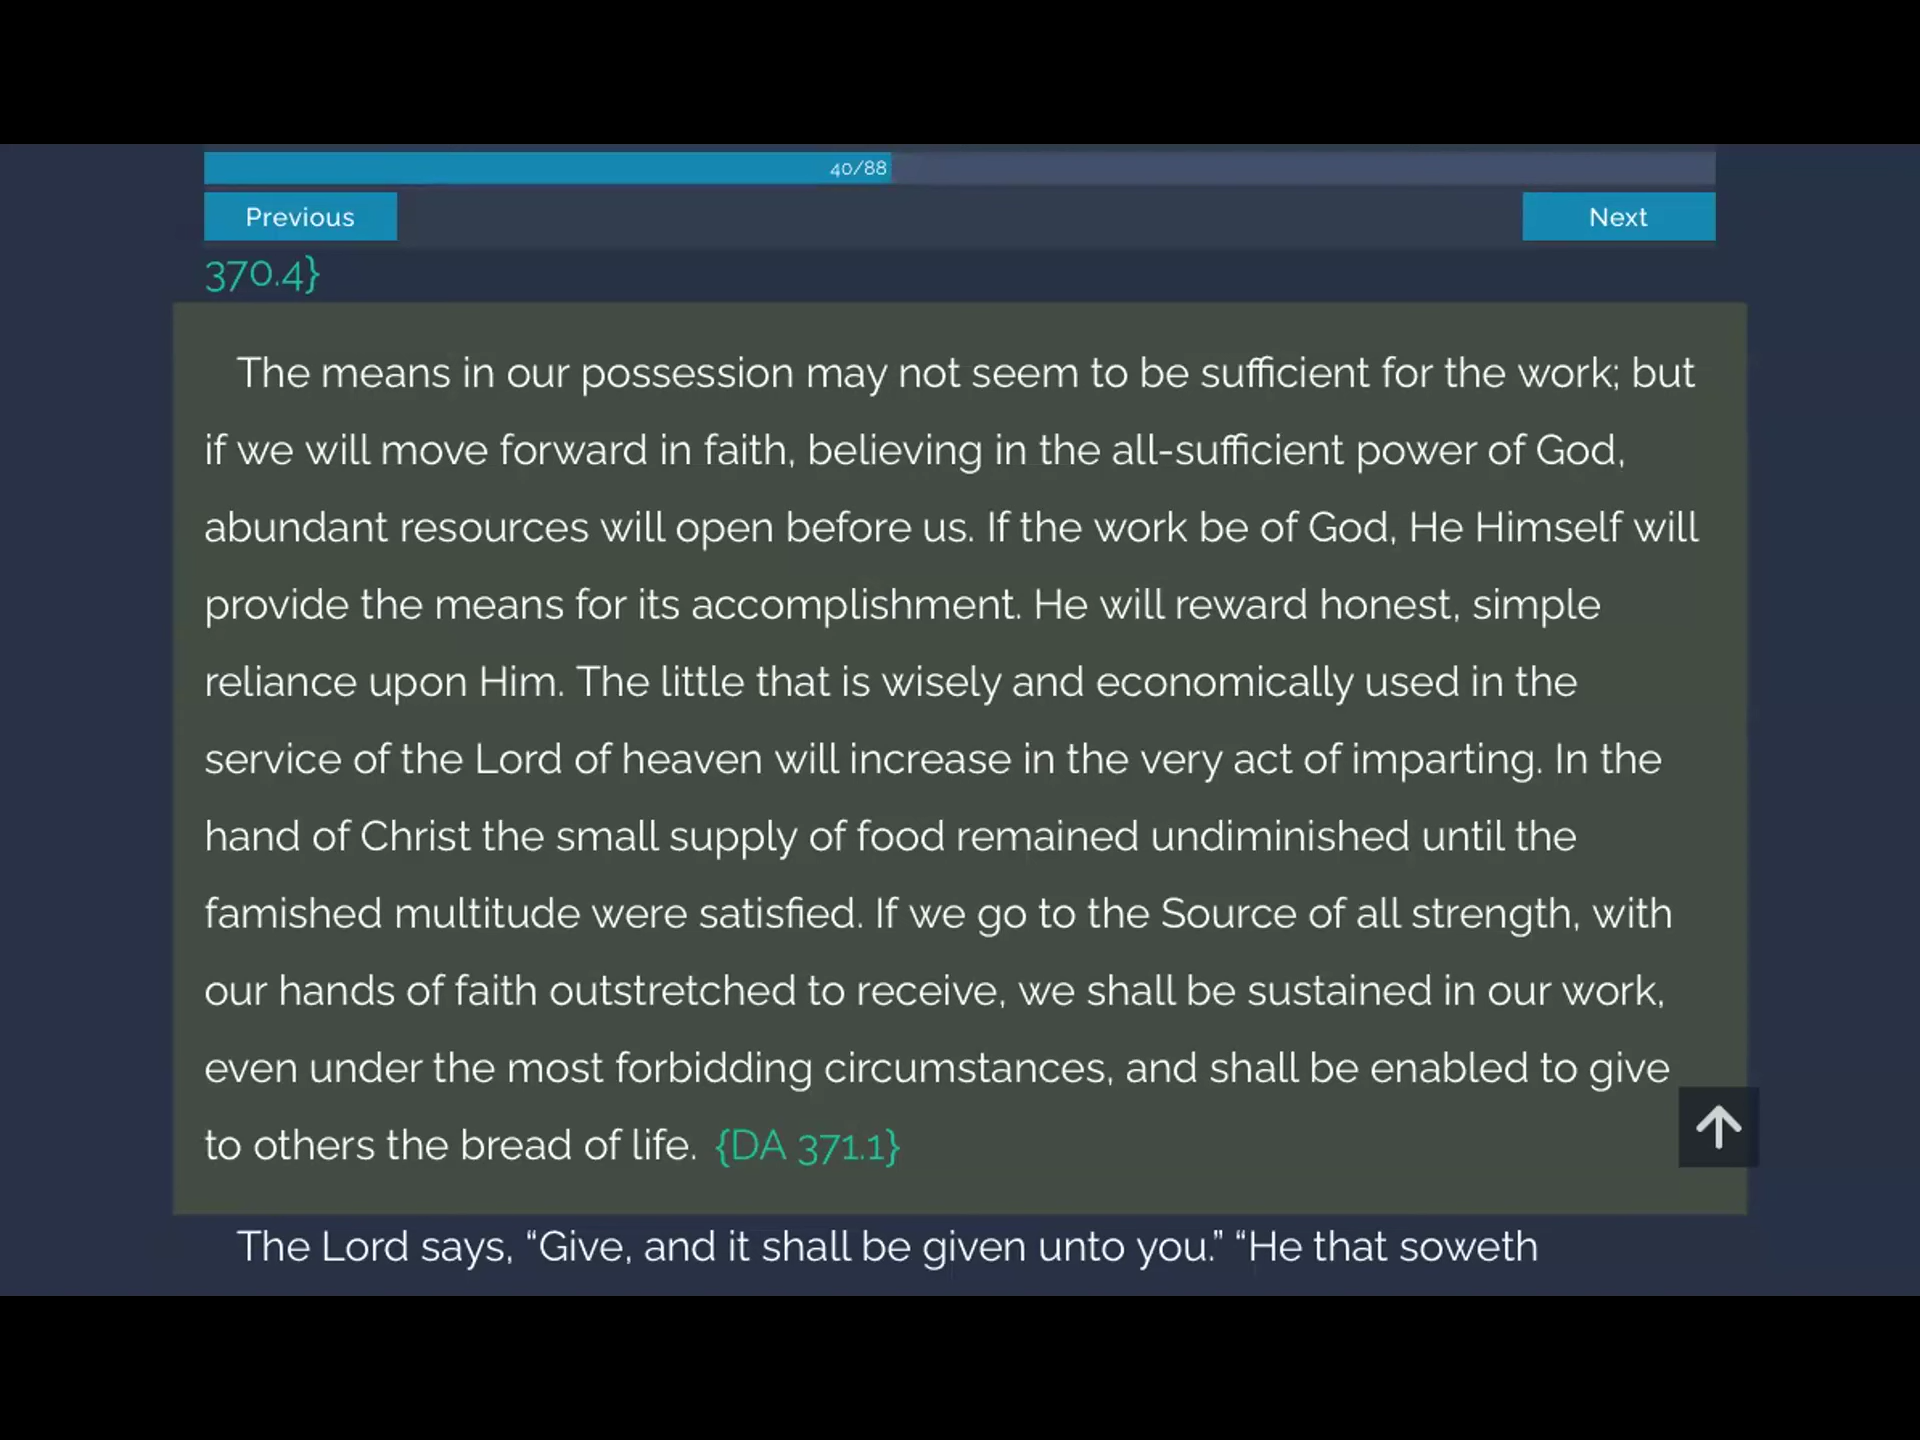 40/88
Previous
Next
370.4}
The means in our possession may not seem to be sufficient for the work; but
if we will move forward in faith, believing in the all-sufficient power of God,
abundant resources will open before us. If the work be of God, He Himself will
provide the means for its accomplishment. He will reward honest, simple
reliance upon Him. The little that is wisely and economically used in the
service of the Lord of heaven will increase in the very act of imparting. In the
hand of Christ the small supply of food remained undiminished until the
famished multitude were satisfied. If we go to the Source of all strength, with
our hands of faith outstretched to receive, we shall be sustained in our work,
even under the most forbidding circumstances, and shall be enabled to give
to others the bread of life. {DA 371.1}
The Lord says, “Give, and it shall be given unto you.” “He that soweth